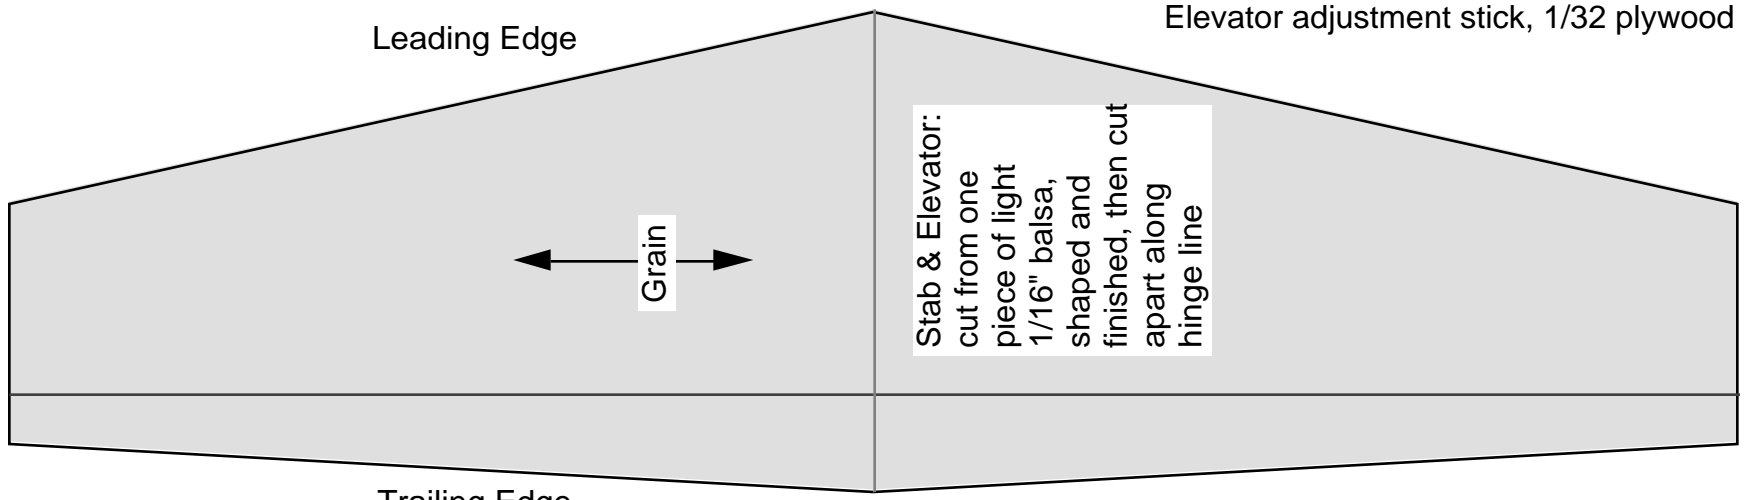 Elevator adjustment stick, 1/32 plywood
Leading Edge
Stab & Elevator:
cut from one
piece of light
1/16" balsa,
shaped and
finished, then cut
apart along
hinge line
Grain
Trailing Edge